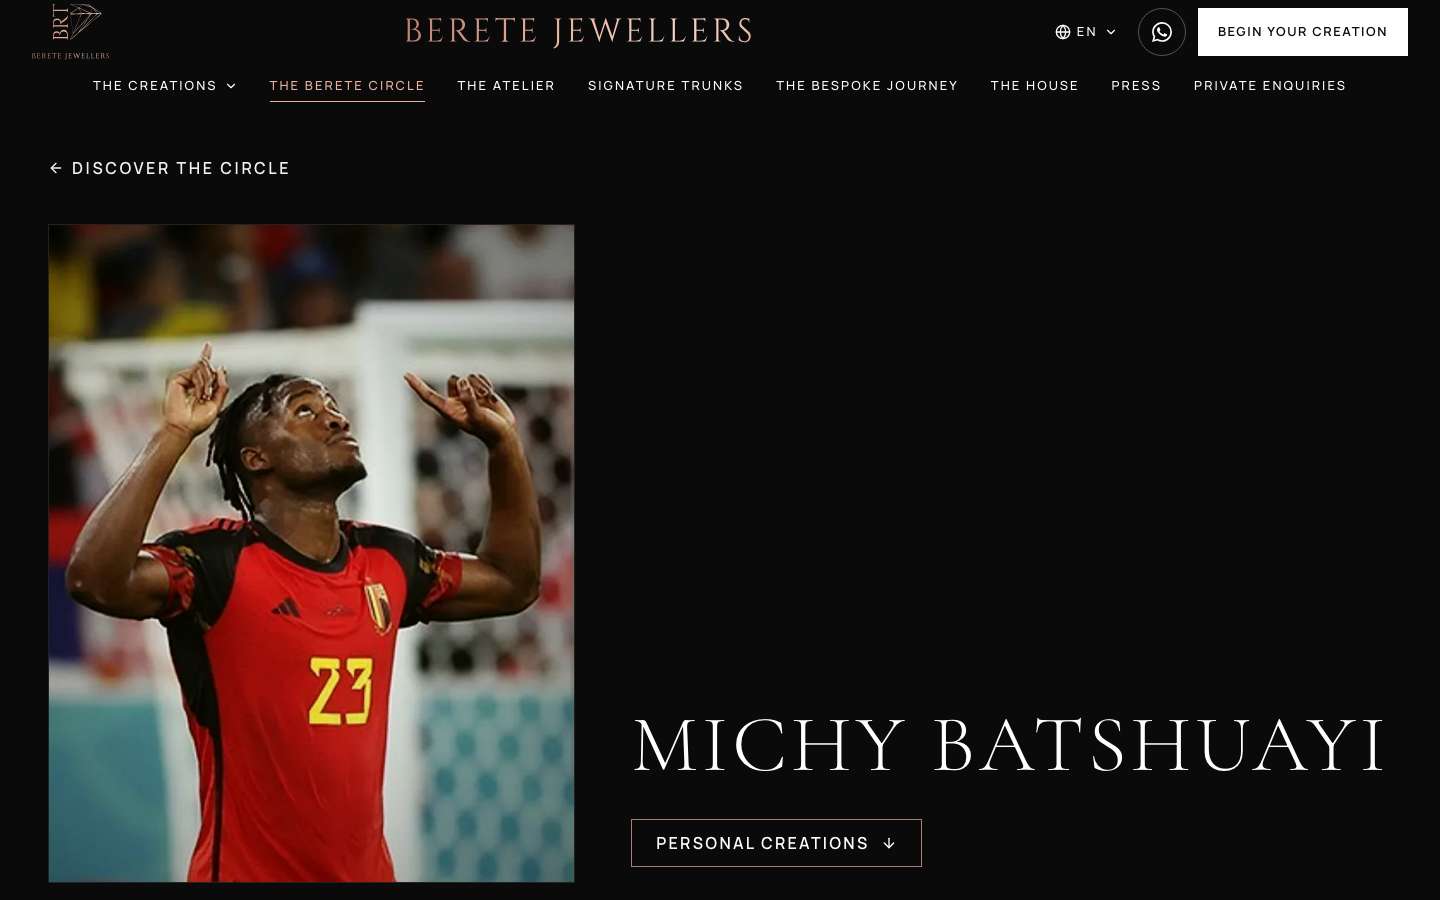 BRT
BERETE JEWELLERS
BERETE JEWELLERS
EN
BEGIN YOUR CREATION
THE CREATIONS
THE BERETE CIRCLE
THE ATELIER
SIGNATURE TRUNKS
THE BESPOKE JOURNEY
THE HOUSE
PRESS
PRIVATE ENQUIRIES
← DISCOVER THE CIRCLE
23
MICHY BATSHUAYI
PERSONAL CREATIONS ↓